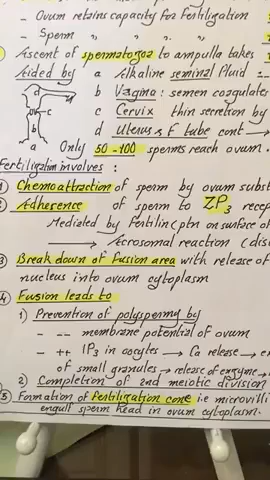 - Ovum retains capacity for Fertilization
- Sperm " " "
Ascent of spermatozoa to ampulla takes
Aided by a Alkaline seminal Fluid
b Vagina : semen coagulates
c Cervix thin secretion by
d Uterus & F tube cont →
d
c
b
a
Only 50 - 100 sperms reach ovum.
Fertilization involves :
1) Chemoattraction of sperm by ovum subst
2) Adherence of sperm to ZP3 recep
Mediated by Fertilin (ptn on surface of
→ Acrosomal reaction (dis
3) Break down of Fusion area with release of
nucleus into ovum cytoplasm
4) Fusion leads to
1) Prevention of polyspermy by
- -- membrane potential of ovum
- ++ IP3 in oocytes → Ca release → e
of small granules → release of enzyme →
2) Completion of 2nd meiotic division
5) Formation of fertilization cone i.e microvilli
engulf sperm head in ovum cytoplasm.